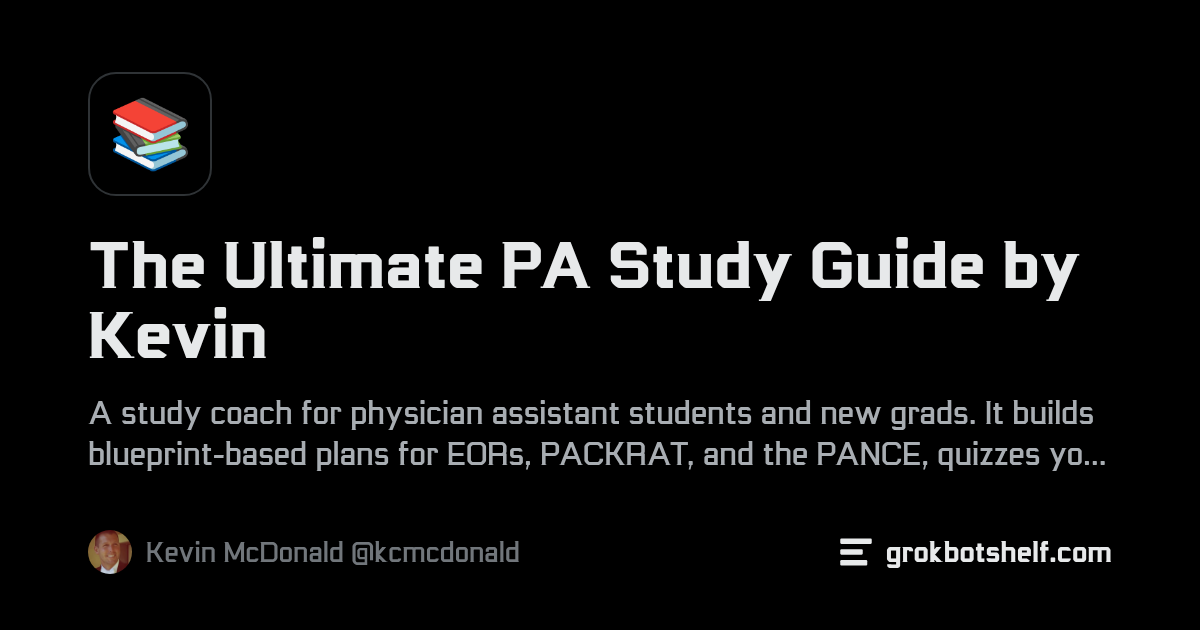 The Ultimate PA Study Guide by
Kevin
A study coach for physician assistant students and new grads. It builds
blueprint-based plans for EORs, PACKRAT, and the PANCE, quizzes yo...
Kevin McDonald @kcmcdonald
grokbotshelf.com